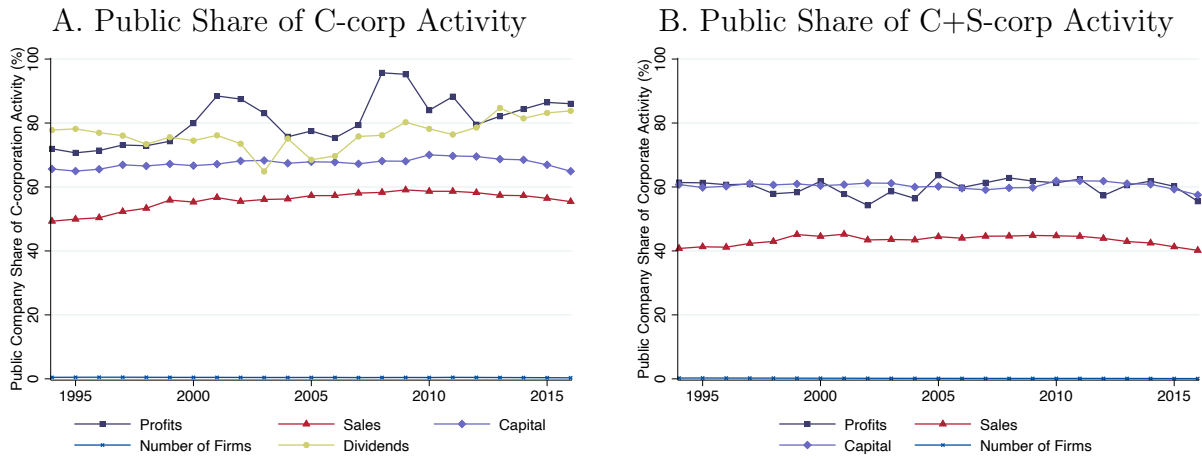 A. Public Share of C-corp Activity
Public Company Share of C-corporation Activity (%)
100
80
60
40
20
0
1995 2000 2005 2010 2015
Profits Sales Capital
Number of Firms Dividends
B. Public Share of C+S-corp Activity
Public Company Share of Corporate Activity (%)
100
80
60
40
20
0
1995 2000 2005 2010 2015
Profits Sales
Capital Number of Firms